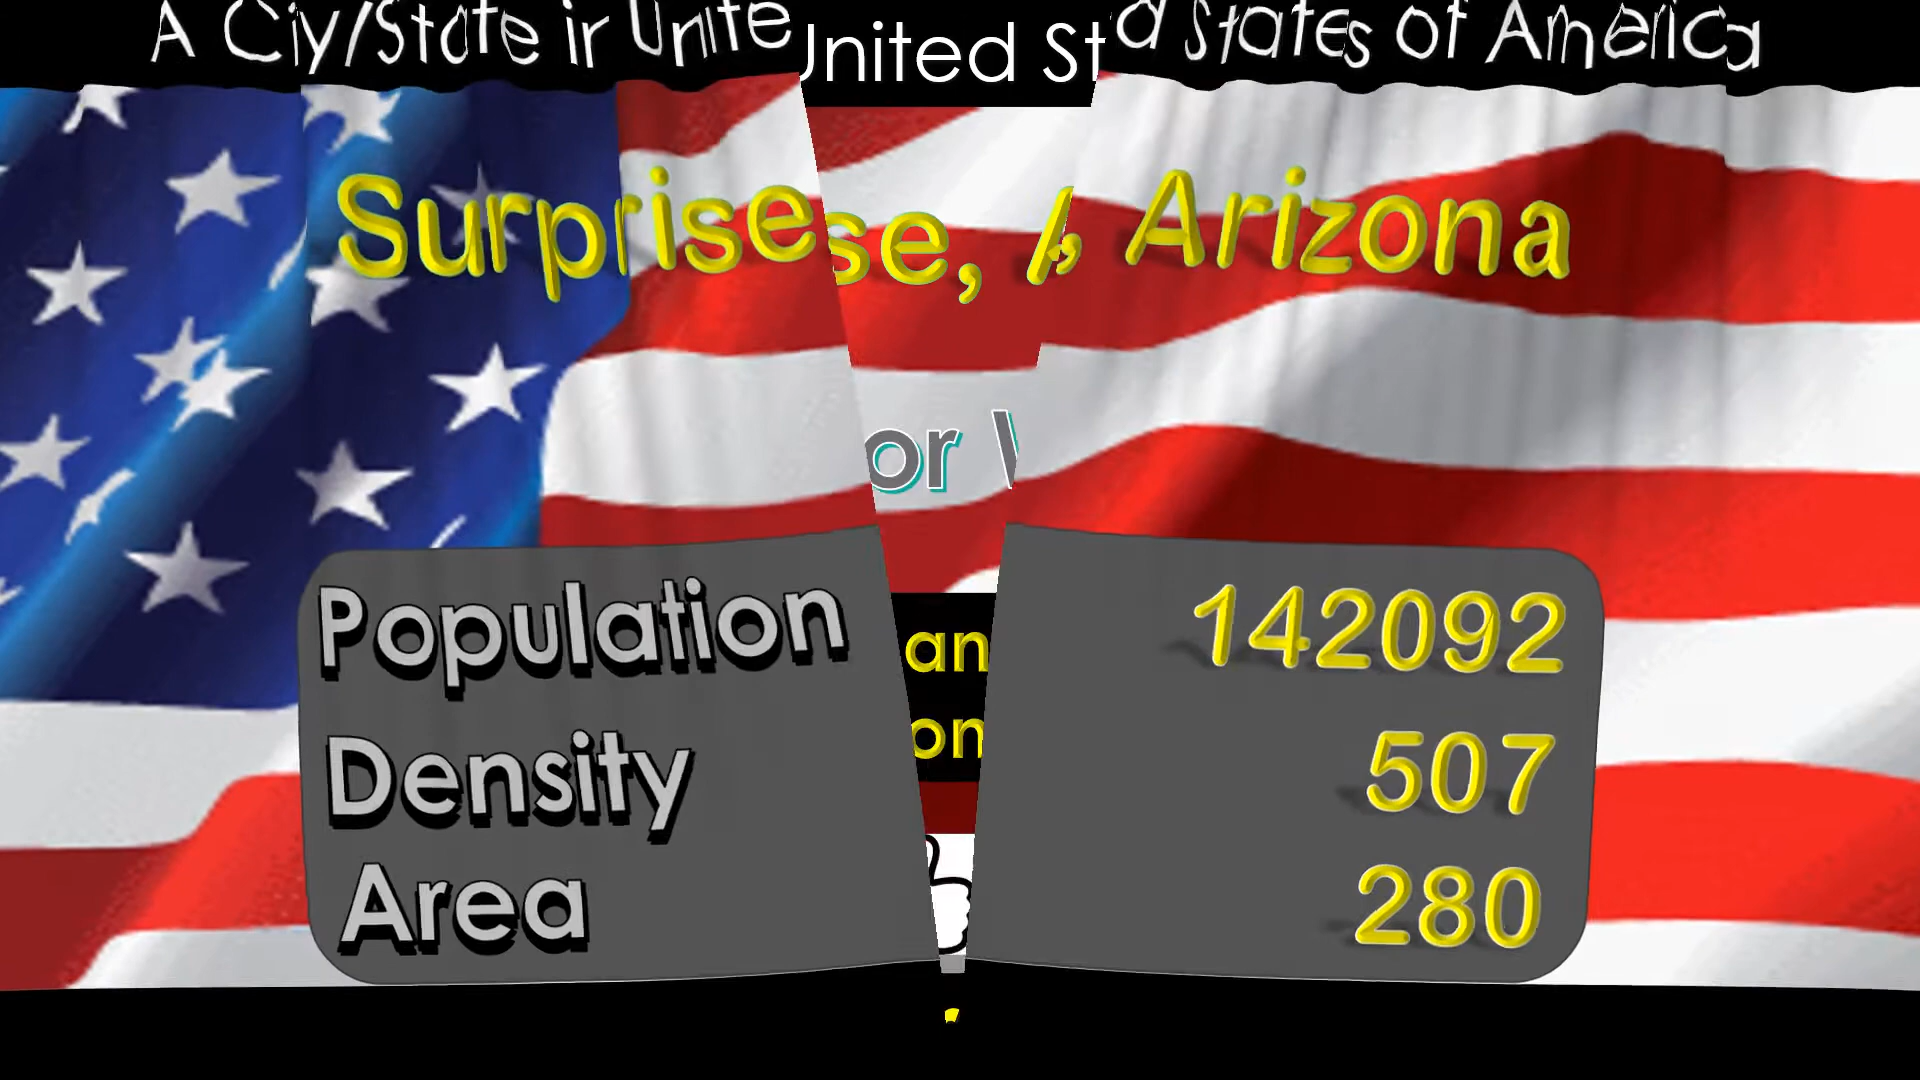 A Ciy/State in Unite United St d States of America
Surprise se, A , Arizona
or
Population 142092
an
Density 507
on
Area 280